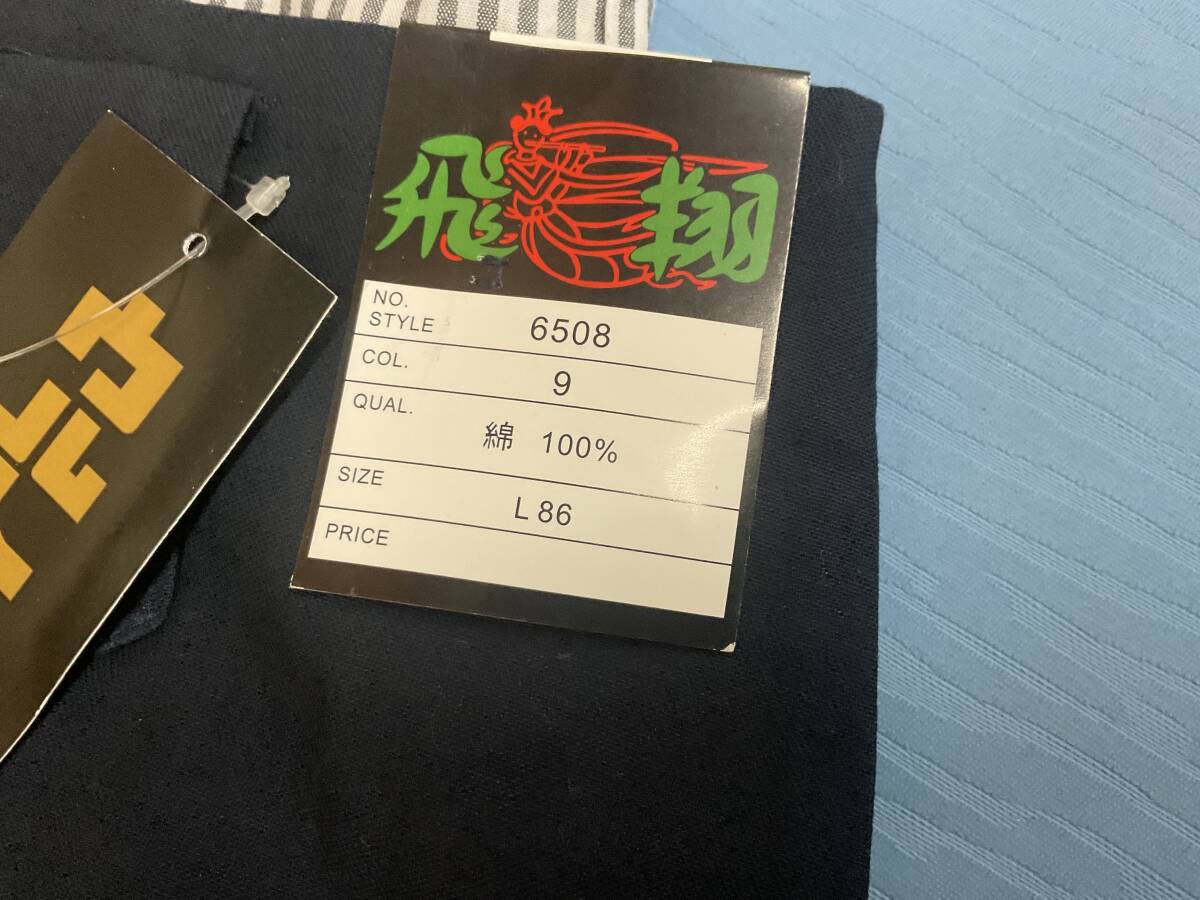 飛翔
NO.
STYLE 6508
COL. 9
QUAL.
綿 100%
SIZE L 86
PRICE